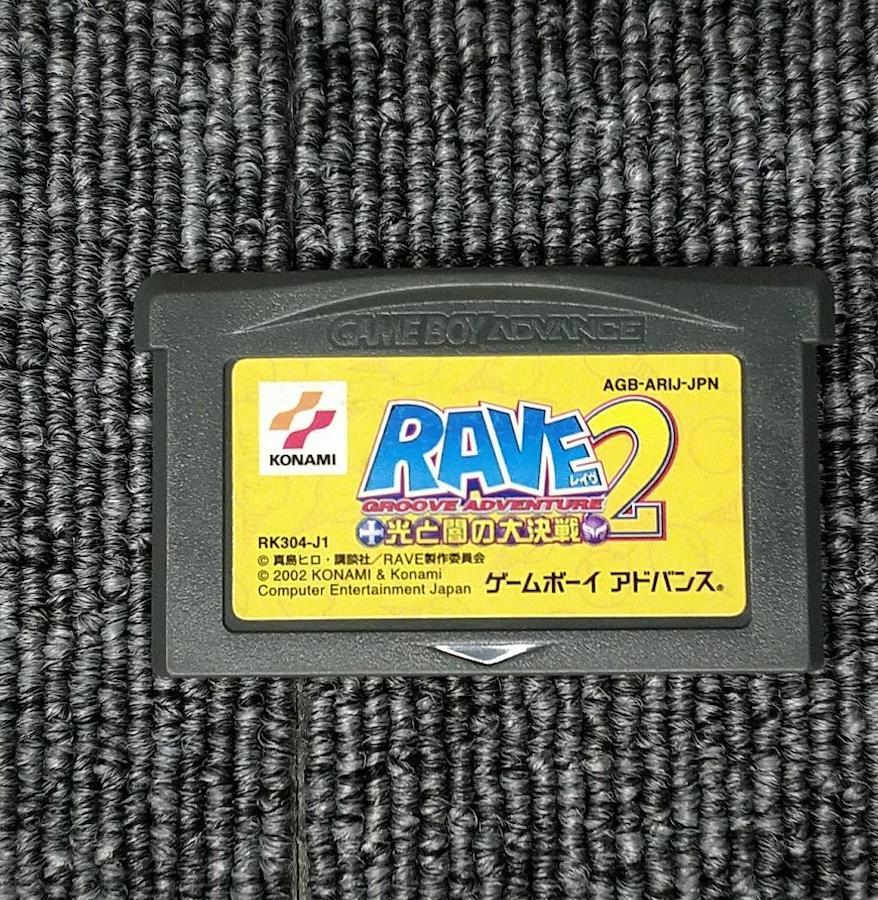 GAME BOY ADVANCE
AGB-ARIJ-JPN
KONAMI
RAVE2
レイヴ
GROOVE ADVENTURE
光と闇の大決戦
RK304-J1
© 真島ヒロ・講談社／RAVE製作委員会
© 2002 KONAMI & Konami
Computer Entertainment Japan
ゲームボーイ アドバンス®